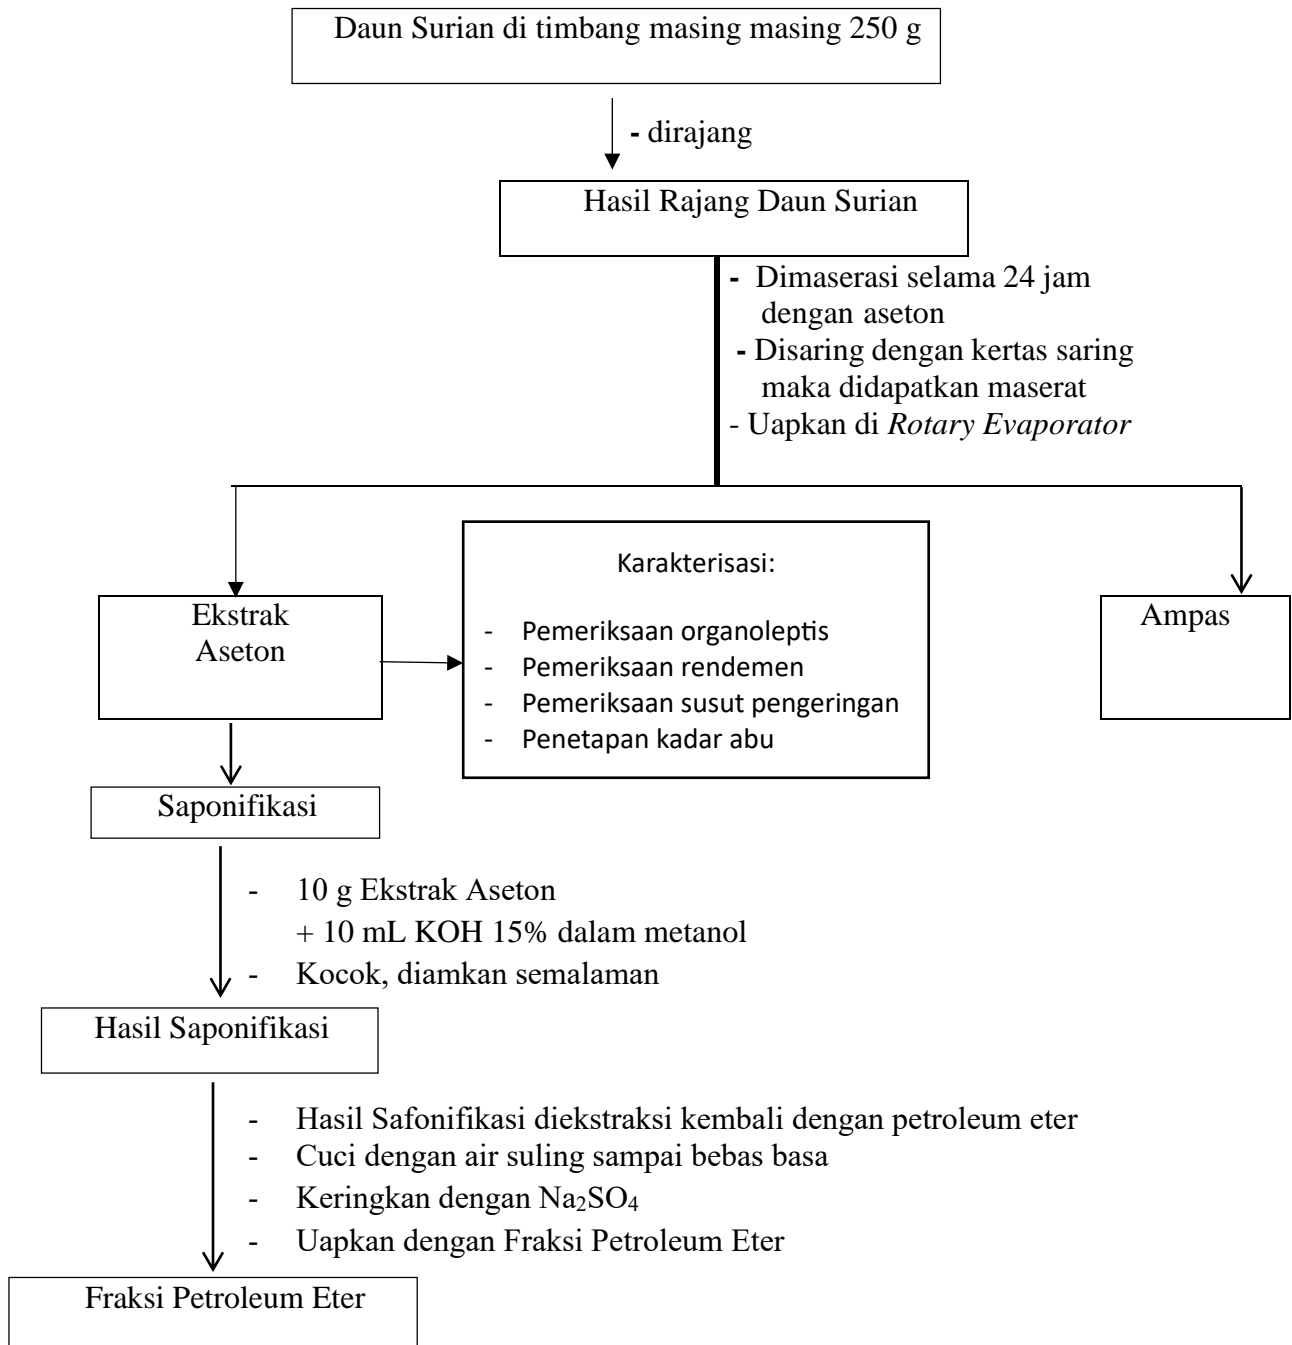 Daun Surian di timbang masing masing 250 g
- dirajang
Hasil Rajang Daun Surian
- Dimaserasi selama 24 jam
dengan aseton
- Disaring dengan kertas saring
maka didapatkan maserat
- Uapkan di Rotary Evaporator
Ekstrak
Aseton
Karakterisasi:
- Pemeriksaan organoleptis
- Pemeriksaan rendemen
- Pemeriksaan susut pengeringan
- Penetapan kadar abu
Ampas
Saponifikasi
- 10 g Ekstrak Aseton
+ 10 mL KOH 15% dalam metanol
- Kocok, diamkan semalaman
Hasil Saponifikasi
- Hasil Safonifikasi diekstraksi kembali dengan petroleum eter
- Cuci dengan air suling sampai bebas basa
- Keringkan dengan Na₂SO₄
- Uapkan dengan Fraksi Petroleum Eter
Fraksi Petroleum Eter